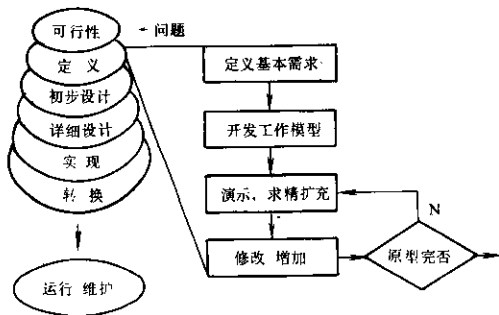 可行性
问题
定 义
初步设计
详细设计
实 现
转 换
运行 维护
定义基本需求
开发工作模型
演示、求精扩充
修改 增加
原型完否
N